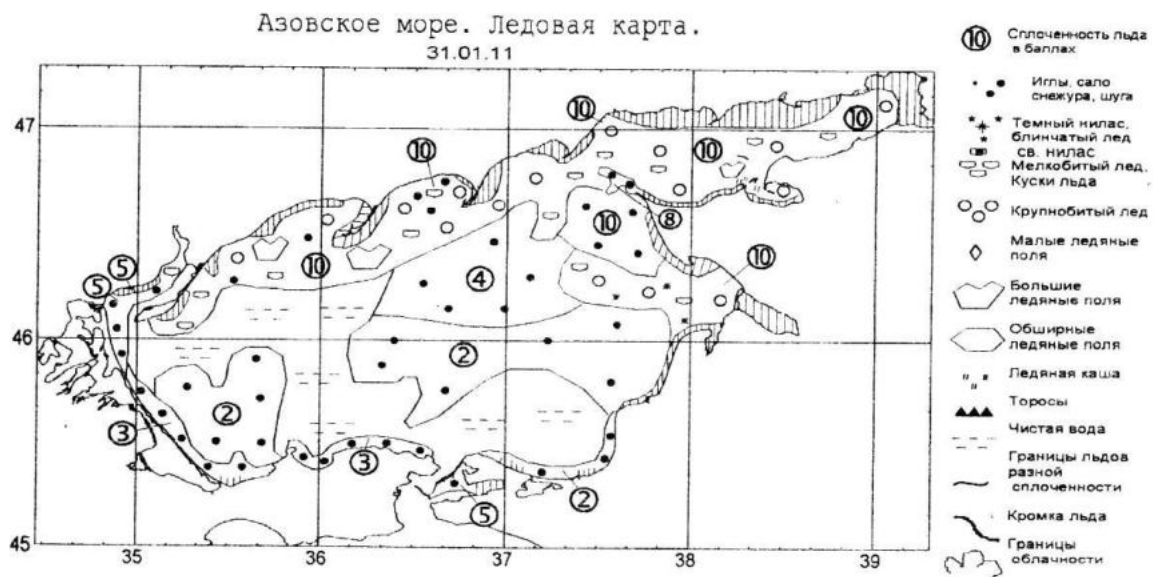 Азовское море. Ледовая карта.
31.01.11
47
46
45
35
36
37
38
39
10
10
10
10
10
10
10
8
10
5
5
4
2
2
3
3
5
2
10 Сплоченность льда
в баллах
Иглы, сало
снежура, шуга
Темный нилас,
блинчатый лед
св. нилас
Мелкобитый лед,
Куски льда
Крупнобитый лед
Малые ледяные
поля
Большие
ледяные поля
Обширные
ледяные поля
Ледяная каша
Торосы
Чистая вода
Границы льдов
разной
сплоченности
Кромка льда
Границы
облачности